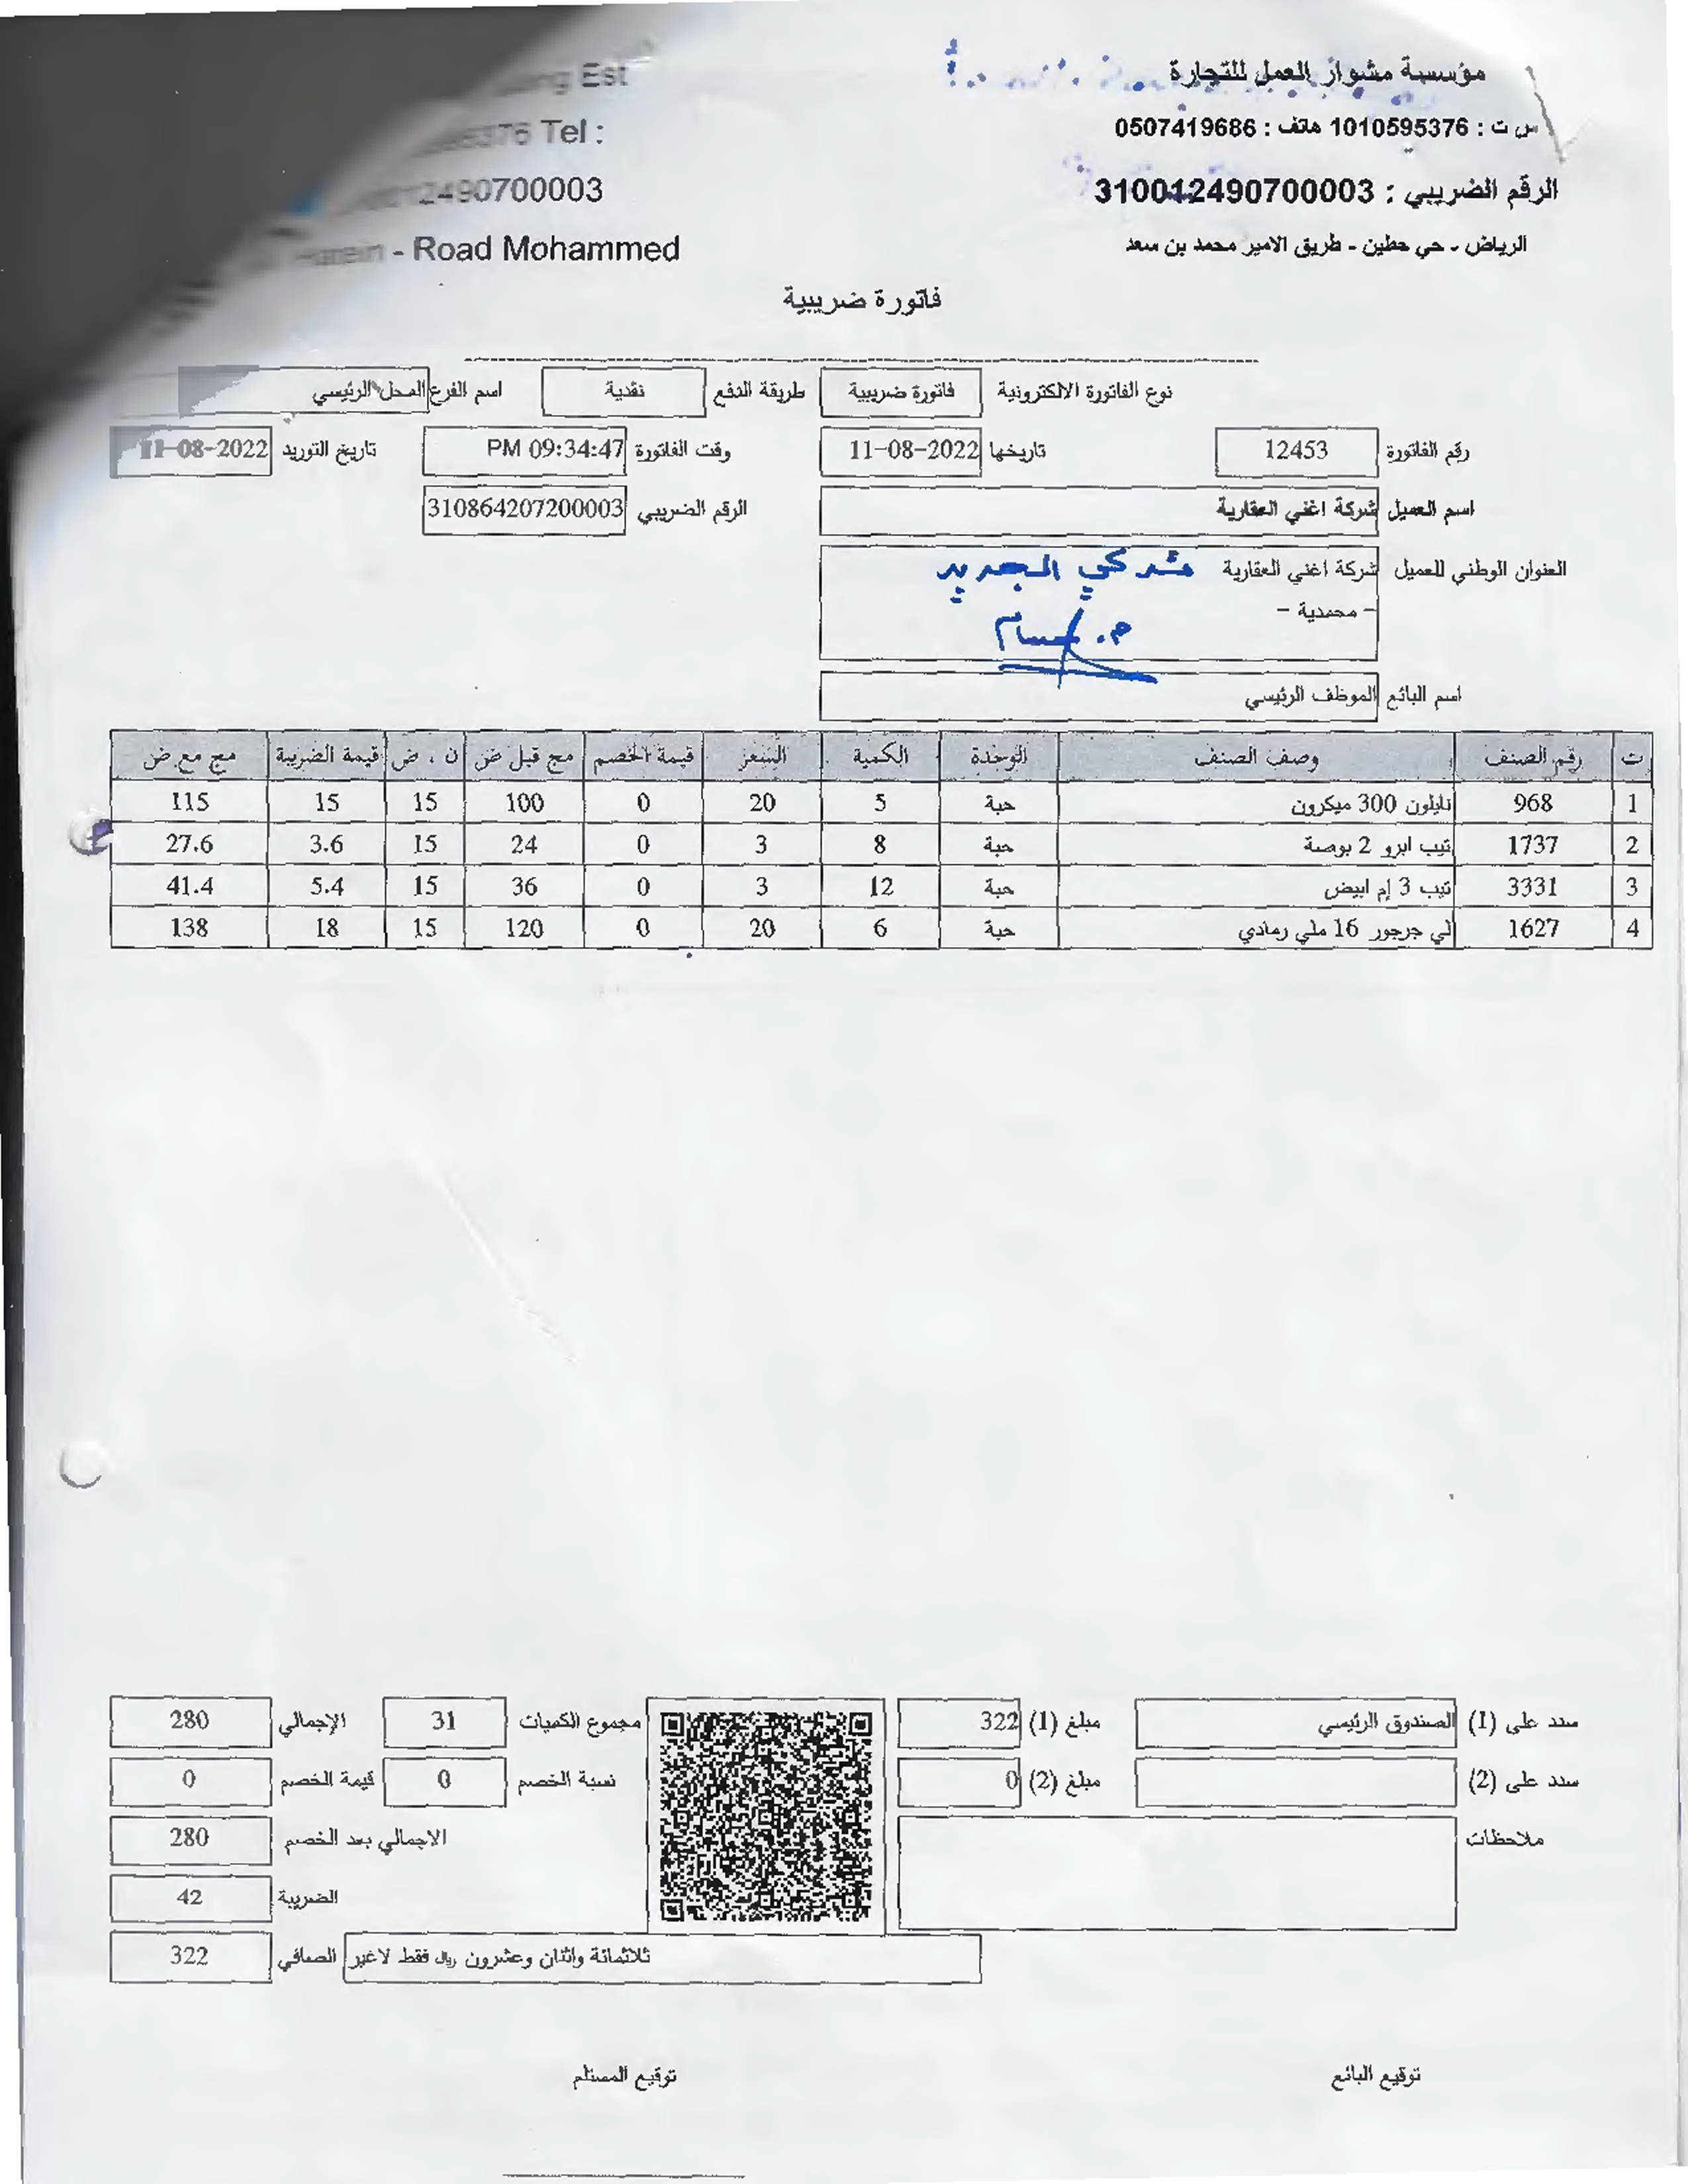 مؤسسة مشوار العمل للتجارة
س ت : 1010595376 هاتف : 0507419686
الرقم الضريبي : 310012490700003
الرياض - حي حطين - طريق الامير محمد بن سعد
Est
Tel :
2490700003
- Road Mohammed
فاتورة ضريبية
نوع الفاتورة الالكترونية فاتورة ضريبية طريقة الدفع نقدية اسم الفرع المحل الرئيسي
رقم الفاتورة 12453 تاريخها 11-08-2022 وقت الفاتورة 09:34:47 PM تاريخ التوريد 11-08-2022
اسم العميل شركة اغني العقارية الرقم الضريبي 310864207200003
العنوان الوطني للعميل شركة اغني العقارية
- محمدية -
م. حسام
اسم البائع الموظف الرئيسي
ت رقم الصنف وصف الصنف الوحدة الكمية السعر قيمة الخصم مج قبل ض ن . ض قيمة الضريبة مج مع ض
1 968 نايلون 300 ميكرون حبة 5 20 0 100 15 15 115
2 1737 تيب ابرو 2 بوصة حبة 8 3 0 24 15 3.6 27.6
3 3331 تيب 3 إم ابيض حبة 12 3 0 36 15 5.4 41.4
4 1627 لي جرجور 16 ملي رمادي حبة 6 20 0 120 15 18 138
سدد على (1) الصندوق الرئيسي مبلغ (1) 322 مجموع الكميات 31 الإجمالي 280
سدد على (2) مبلغ (2) 0 نسبة الخصم 0 قيمة الخصم 0
ملاحظات الاجمالي بعد الخصم 280
الضريبة 42
ثلاثمائة واثنان وعشرون ريال فقط لاغير الصافي 322
توقيع البائع توقيع المستلم